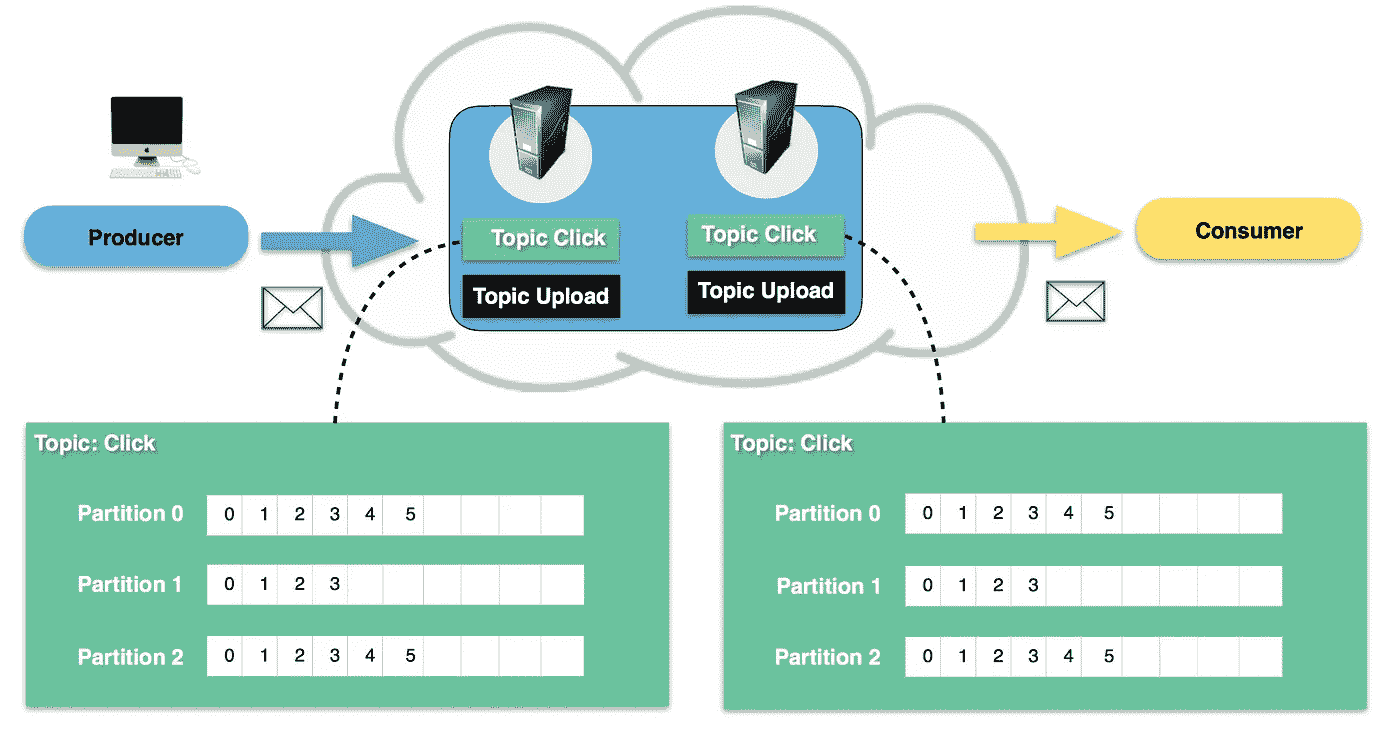 Producer
Topic Click
Topic Upload
Topic Click
Topic Upload
Consumer
Topic: Click
Partition 0 0 1 2 3 4 5
Partition 1 0 1 2 3
Partition 2 0 1 2 3 4 5
Topic: Click
Partition 0 0 1 2 3 4 5
Partition 1 0 1 2 3
Partition 2 0 1 2 3 4 5